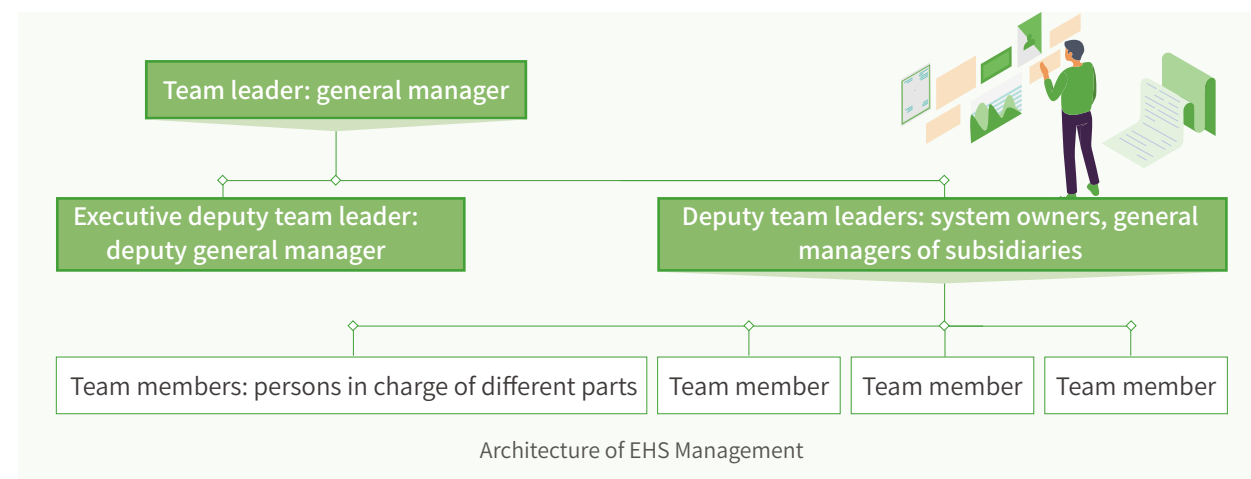 Team leader: general manager
Executive deputy team leader:
deputy general manager
Deputy team leaders: system owners, general
managers of subsidiaries
Team members: persons in charge of different parts
Team member
Team member
Team member
Architecture of EHS Management